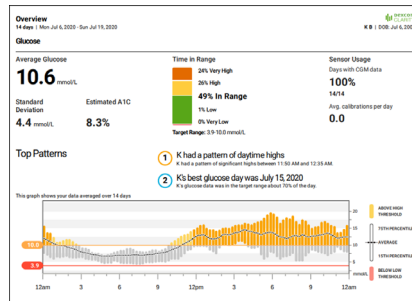 Overview
14 days | Mon Jul 6, 2020 - Sun Jul 19, 2020
DEXCOM
CLARITY
K B | DOB: Jul 6, 200
Glucose
Average Glucose
10.6 mmol/L
Standard
Deviation
4.4 mmol/L
Estimated A1C
8.3%
Time in Range
24% Very High
26% High
49% In Range
1% Low
0% Very Low
Target Range: 3.9-10.0 mmol/L
Sensor Usage
Days with CGM data
100%
14/14
Avg. calibrations per day
0.0
Top Patterns
1 K had a pattern of daytime highs
K had a pattern of significant highs between 11:50 AM and 12:35 AM.
2 K's best glucose day was July 15, 2020
K's glucose data was in the target range about 70% of the day.
This graph shows your data averaged over 14 days
20
15
10
5
mmol/L
10.0
3.9
12am 3 6 9 12pm 3 6 9 12am
ABOVE HIGH
THRESHOLD
AVERAGE
BELOW LOW
THRESHOLD